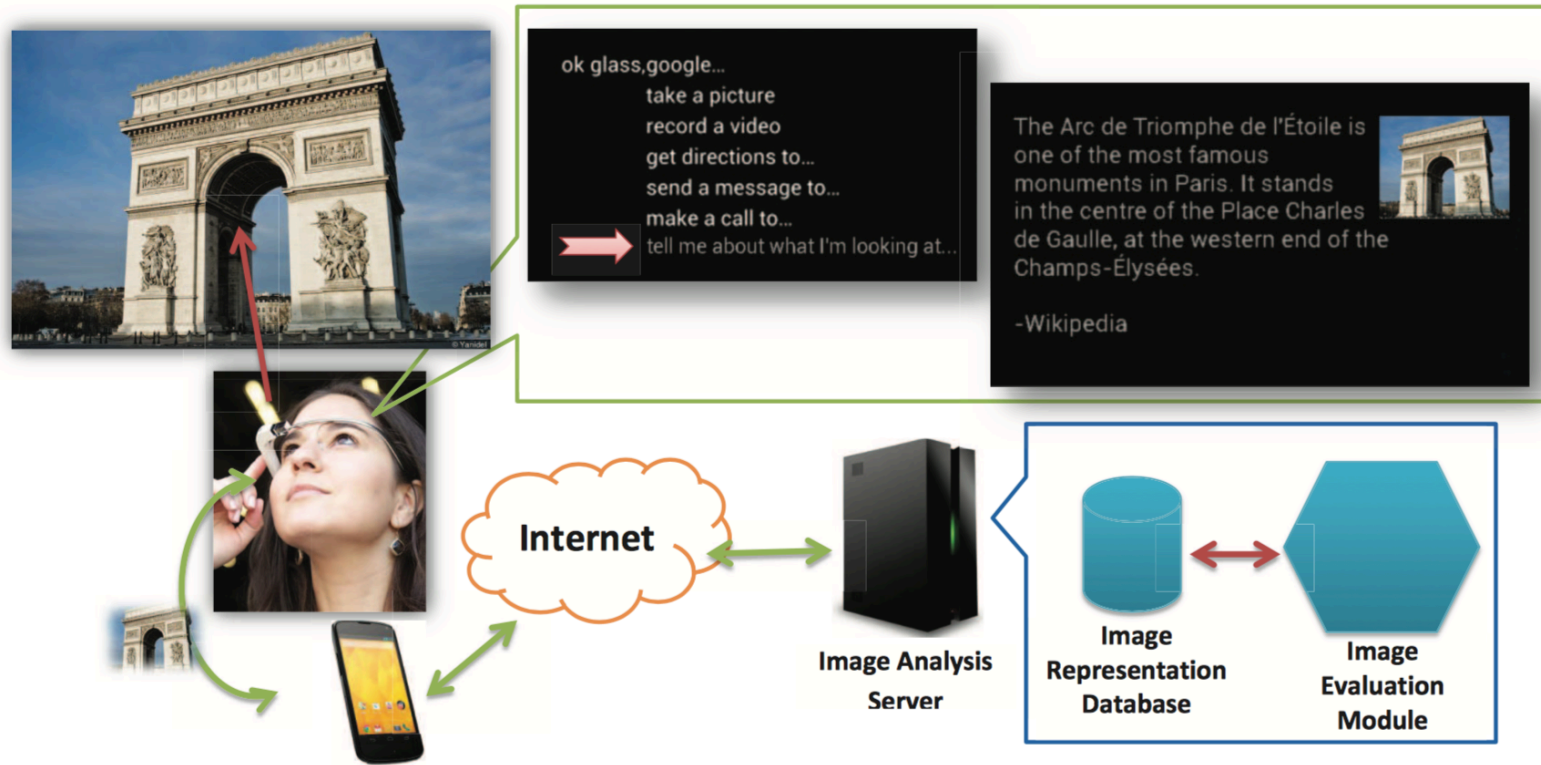 © Yanidel
ok glass,google...
take a picture
record a video
get directions to...
send a message to...
make a call to...
tell me about what I'm looking at...
The Arc de Triomphe de l'Étoile is
one of the most famous
monuments in Paris. It stands
in the centre of the Place Charles
de Gaulle, at the western end of the
Champs-Élysées.
-Wikipedia
Internet
Image Analysis
Server
Image
Representation
Database
Image
Evaluation
Module